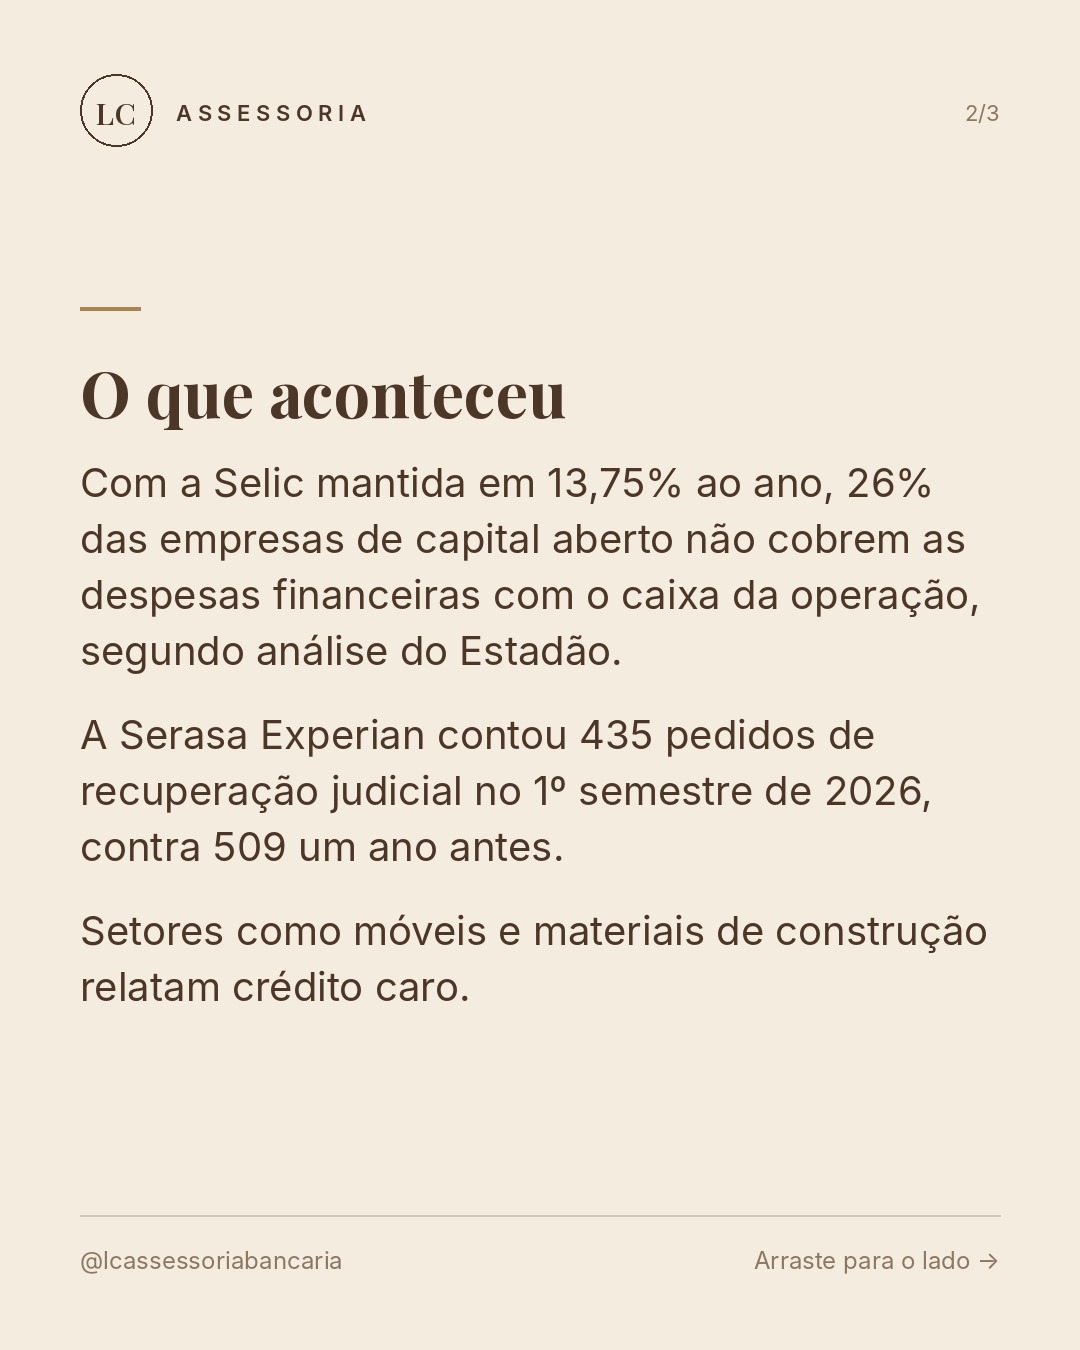 LC ASSESSORIA
2/3
O que aconteceu
Com a Selic mantida em 13,75% ao ano, 26%
das empresas de capital aberto não cobrem as
despesas financeiras com o caixa da operação,
segundo análise do Estadão.
A Serasa Experian contou 435 pedidos de
recuperação judicial no 1º semestre de 2026,
contra 509 um ano antes.
Setores como móveis e materiais de construção
relatam crédito caro.
@lcassessoriabancaria
Arraste para o lado →